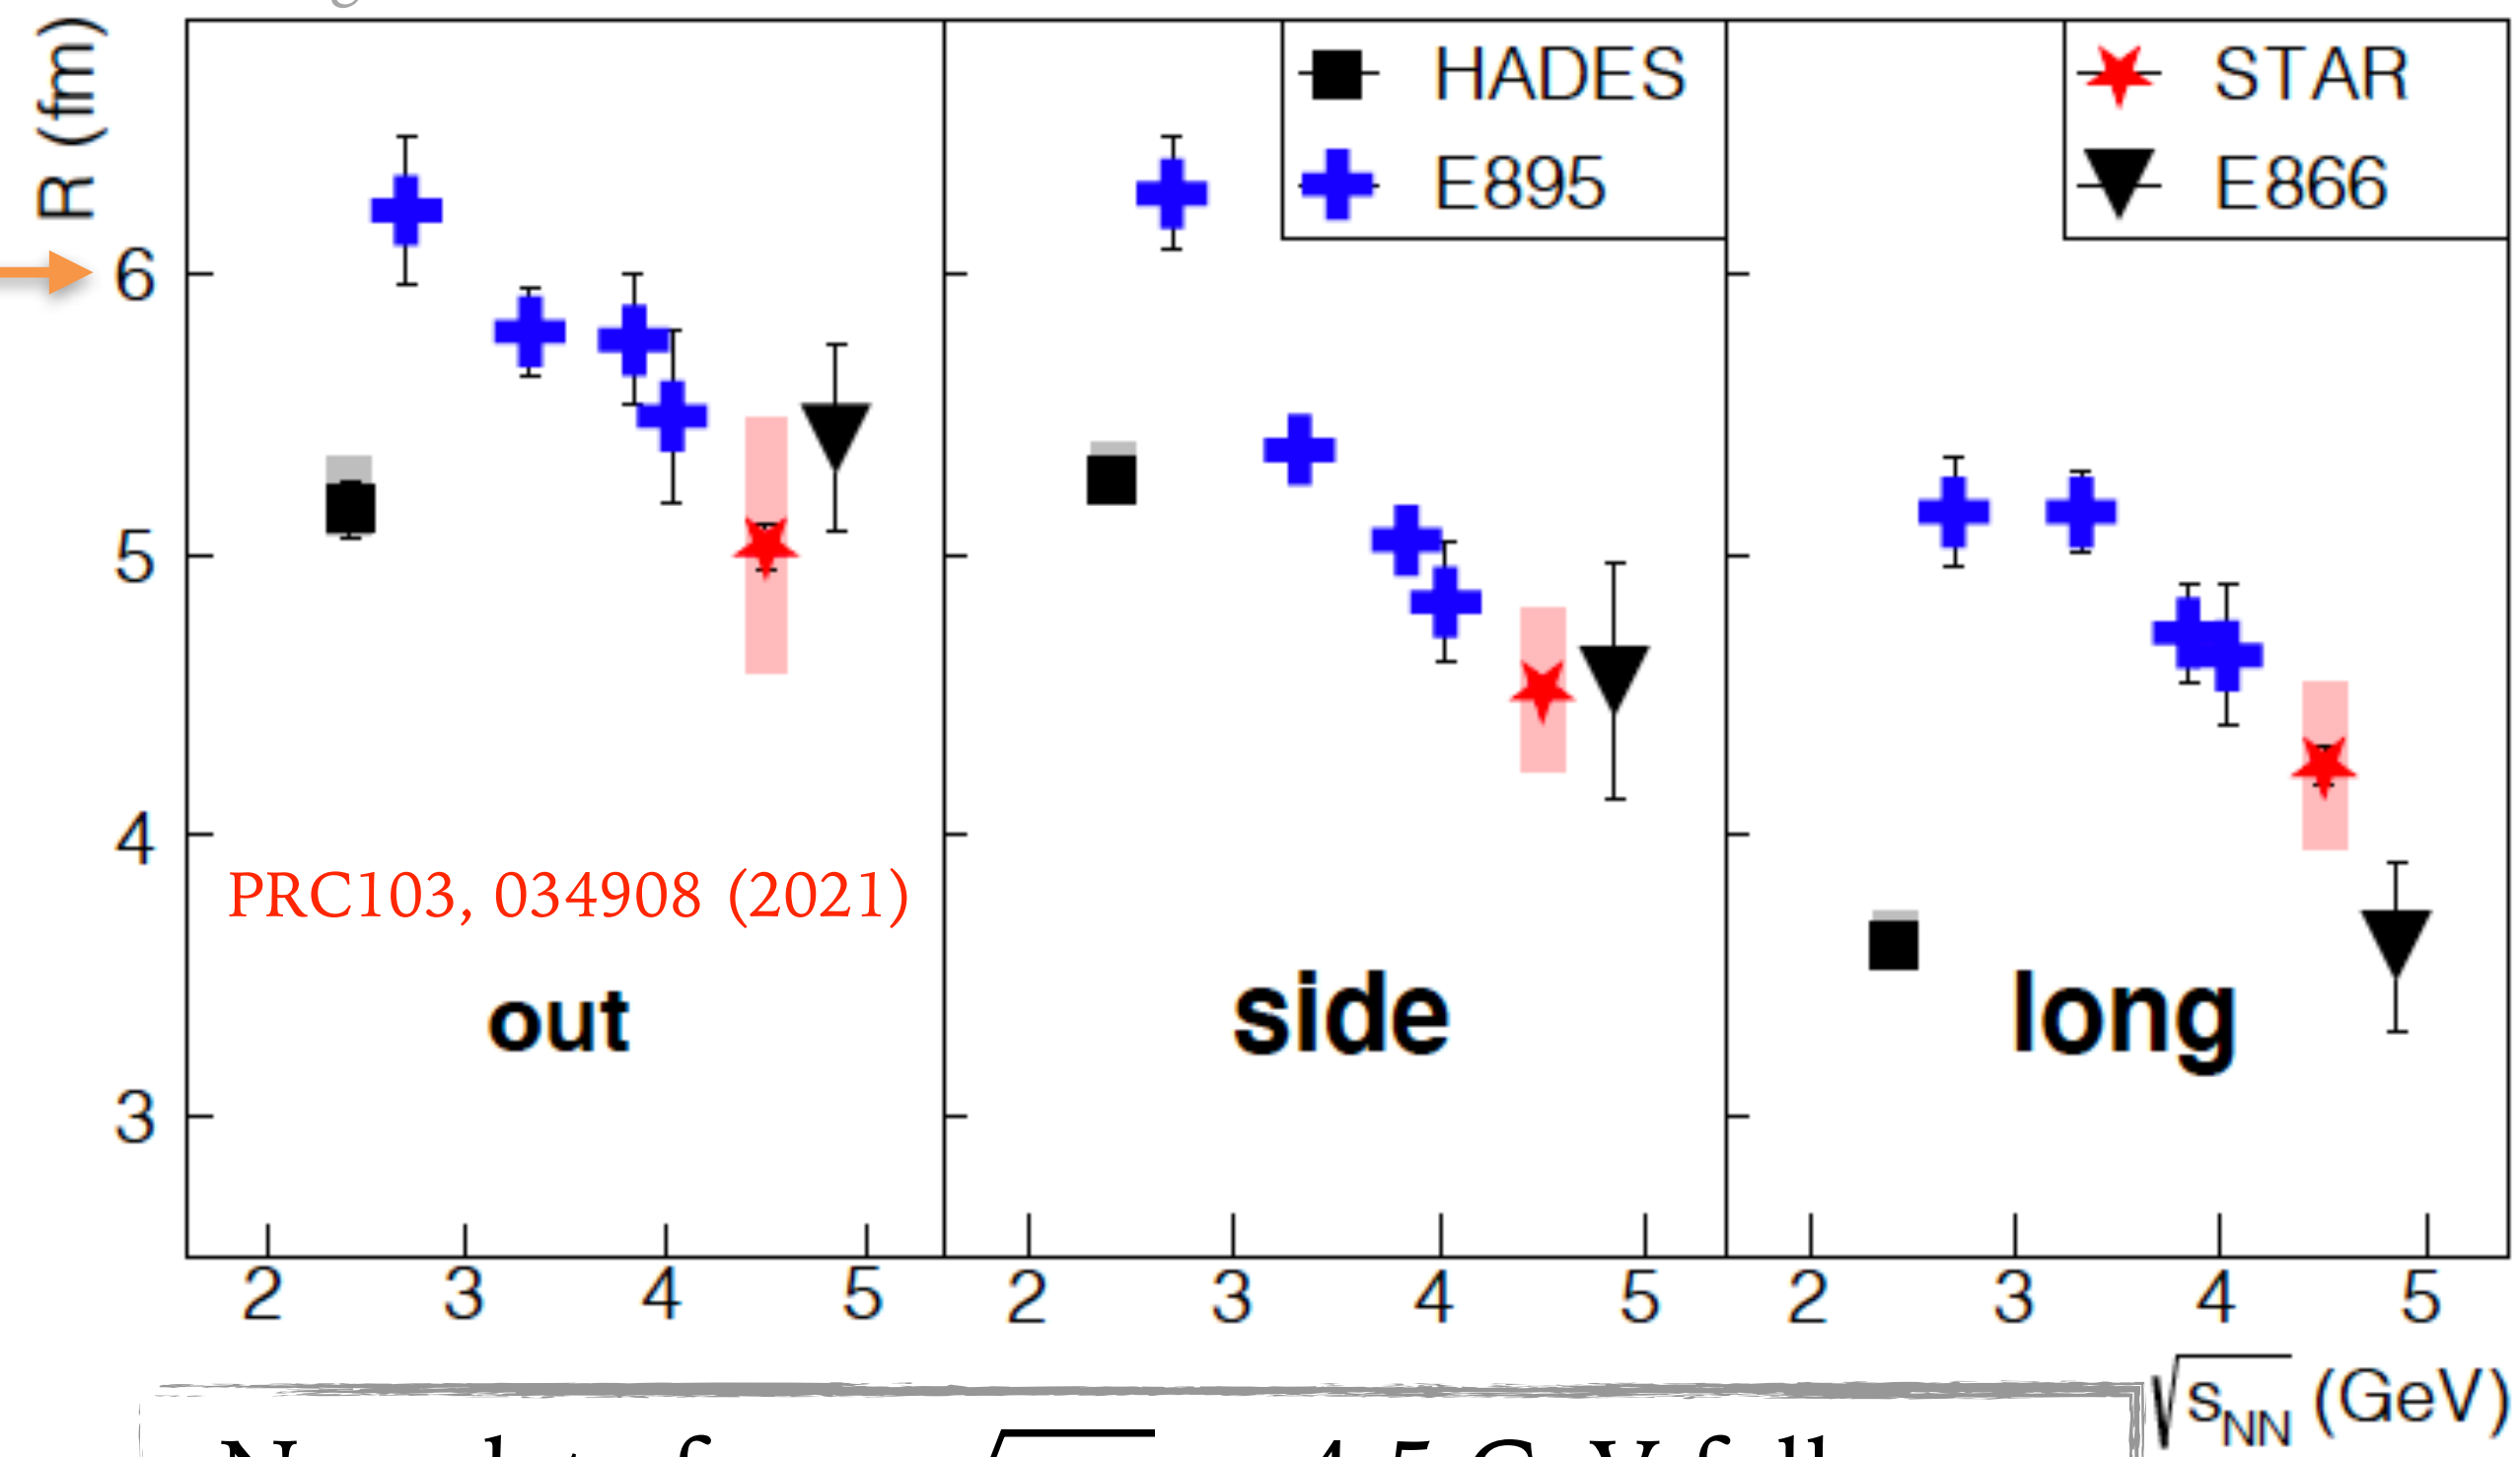 R (fm)
HADES
E895
STAR
E866
6
5
4
3
PRC103, 034908 (2021)
out
side
long
2 3 4 5 2 3 4 5 2 3 4 5
√sNN (GeV)